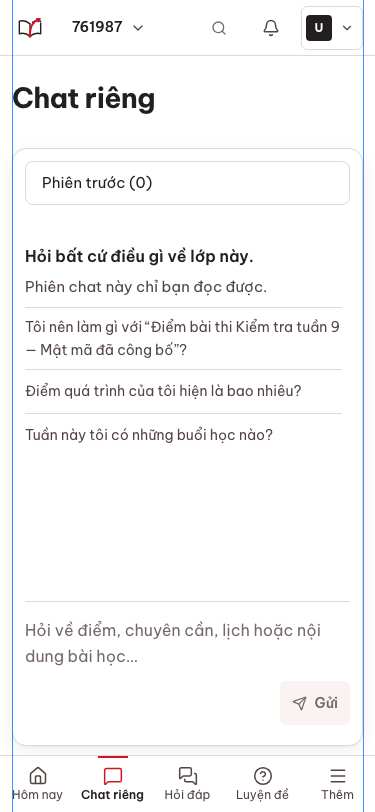 761987
U
Chat riêng
Phiên trước (0)
Hỏi bất cứ điều gì về lớp này.
Phiên chat này chỉ bạn đọc được.
Tôi nên làm gì với “Điểm bài thi Kiểm tra tuần 9
— Mật mã đã công bố”?
Điểm quá trình của tôi hiện là bao nhiêu?
Tuần này tôi có những buổi học nào?
Hỏi về điểm, chuyên cần, lịch hoặc nội
dung bài học...
Gửi
Hôm nay
Chat riêng
Hỏi đáp
Luyện đề
Thêm